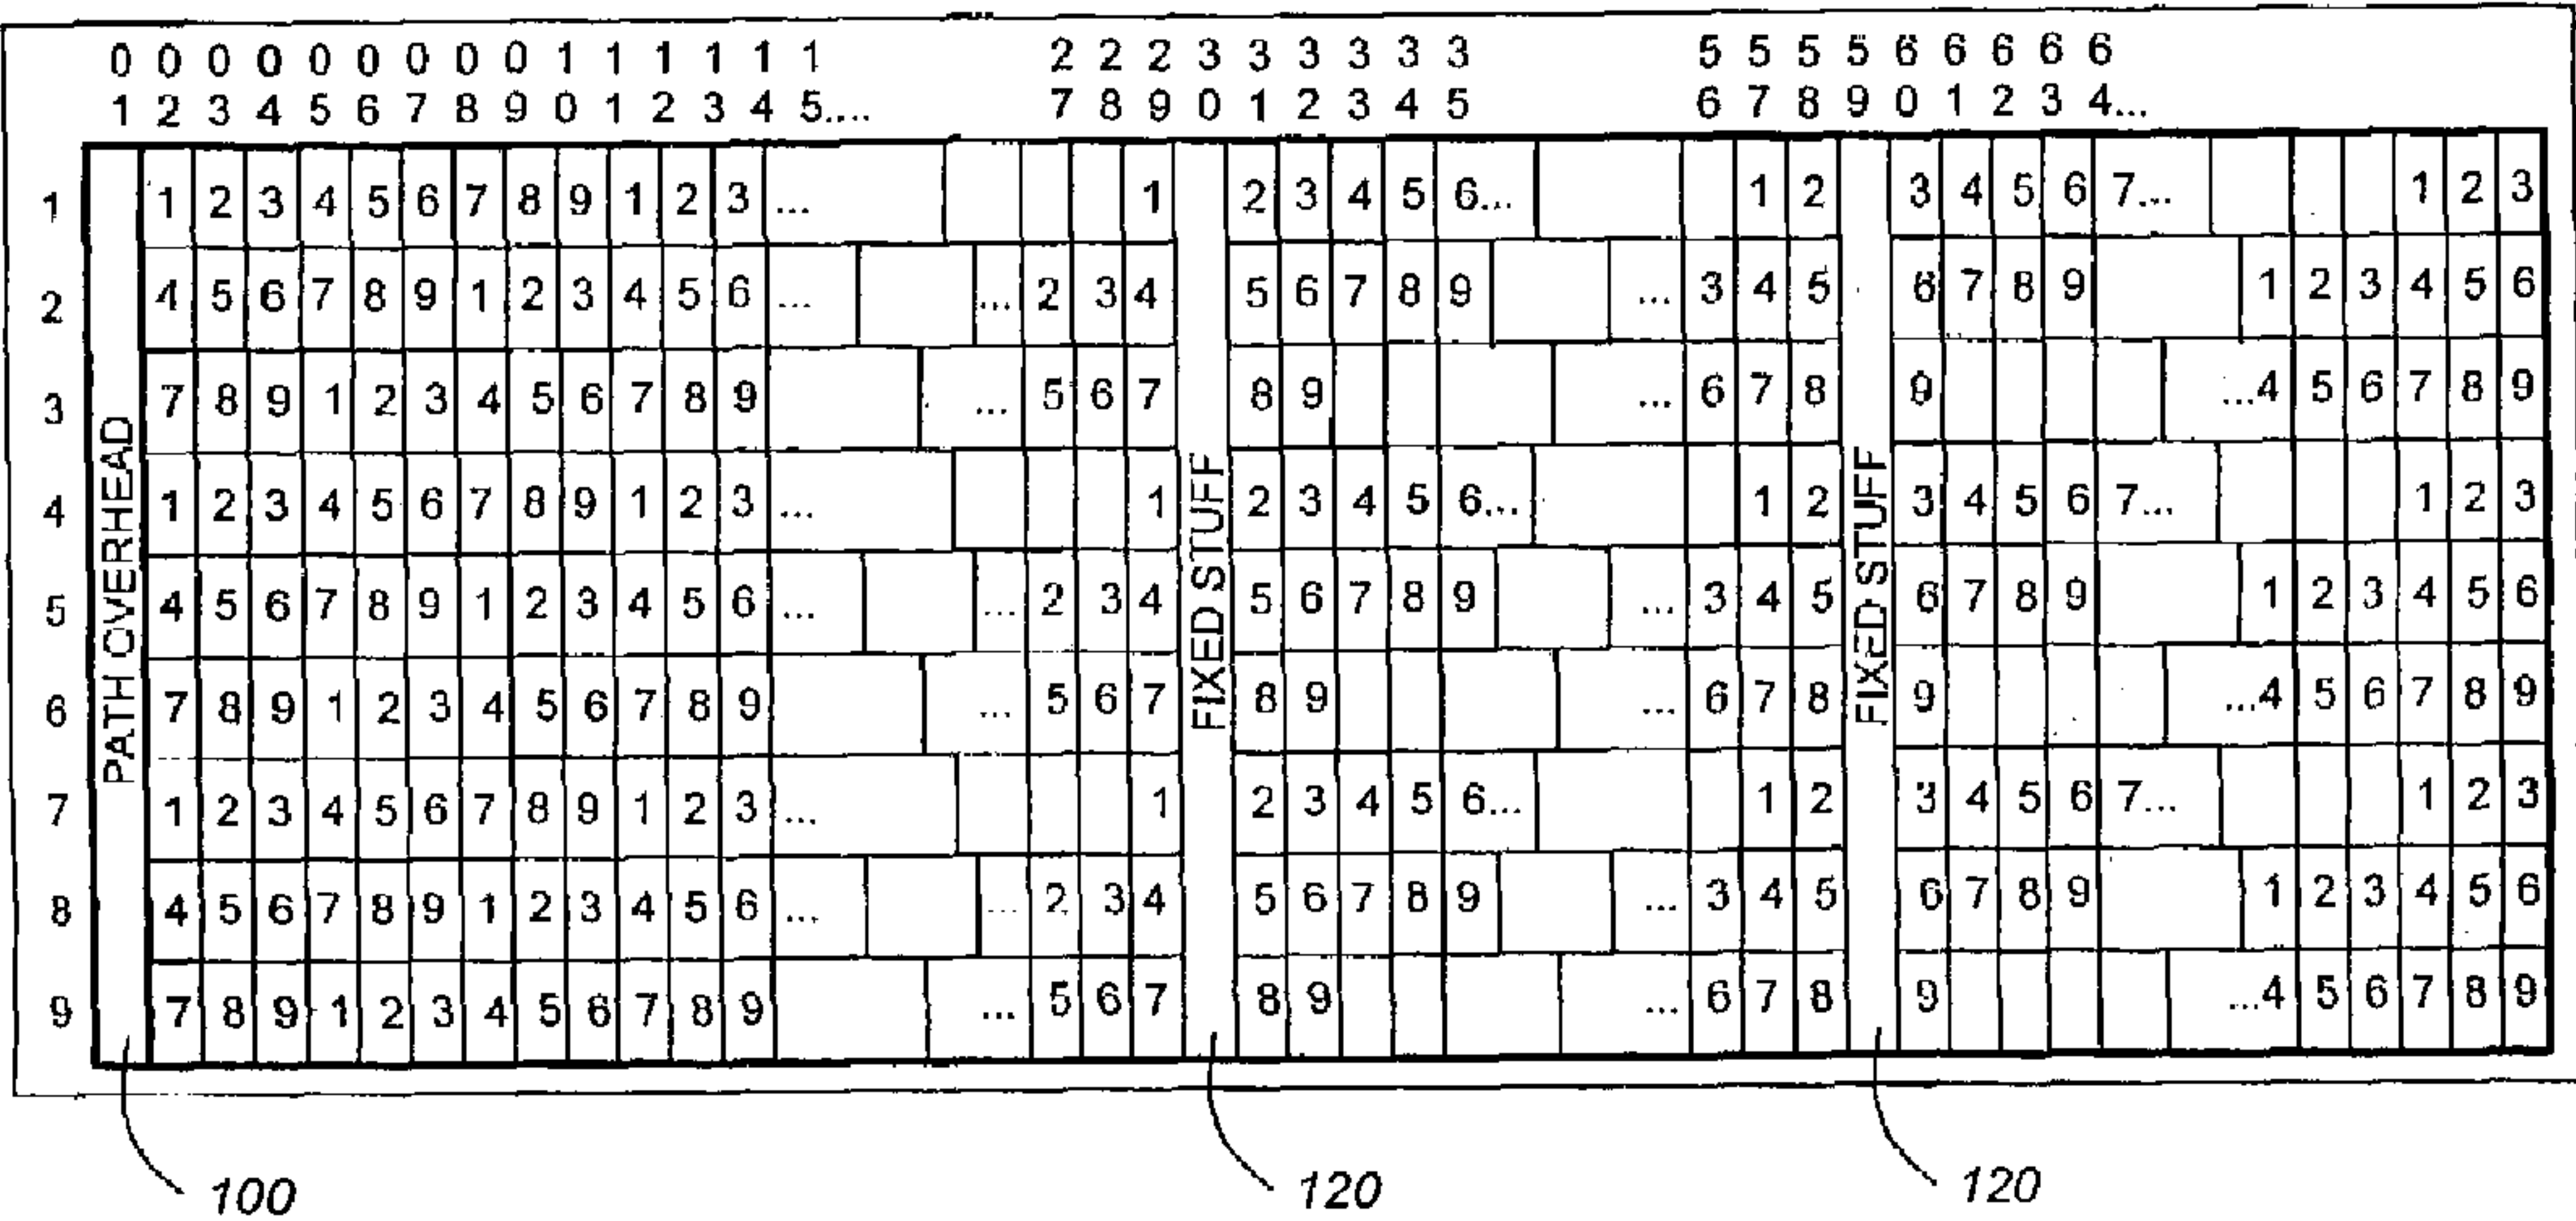 0 0 0 0 0 0 0 0 0 1 1 1 1 1 1 2 2 2 3 3 3 3 3 3 5 5 5 5 6 6 6 6 6
1 2 3 4 5 6 7 8 9 0 1 2 3 4 5.... 7 8 9 0 1 2 3 4 5 6 7 8 9 0 1 2 3 4...
1 1 2 3 4 5 6 7 8 9 1 2 3 ... 1 2 3 4 5 6... 1 2 3 4 5 6 7... 1 2 3
2 4 5 6 7 8 9 1 2 3 4 5 6 ... ... 2 3 4 5 6 7 8 9 ... 3 4 5 6 7 8 9 1 2 3 4 5 6
3 7 8 9 1 2 3 4 5 6 7 8 9 ... 5 6 7 8 9 ... 6 7 8 9 ...4 5 6 7 8 9
4 1 2 3 4 5 6 7 8 9 1 2 3 ... 1 2 3 4 5 6... 1 2 3 4 5 6 7... 1 2 3
5 4 5 6 7 8 9 1 2 3 4 5 6 ... ... 2 3 4 5 6 7 8 9 ... 3 4 5 6 7 8 9 1 2 3 4 5 6
6 7 8 9 1 2 3 4 5 6 7 8 9 ... 5 6 7 8 9 ... 6 7 8 9 ...4 5 6 7 8 9
7 1 2 3 4 5 6 7 8 9 1 2 3 ... 1 2 3 4 5 6... 1 2 3 4 5 6 7... 1 2 3
8 4 5 6 7 8 9 1 2 3 4 5 6 ... ... 2 3 4 5 6 7 8 9 ... 3 4 5 6 7 8 9 1 2 3 4 5 6
9 7 8 9 1 2 3 4 5 6 7 8 9 ... 5 6 7 8 9 ... 6 7 8 9 ...4 5 6 7 8 9
PATH OVERHEAD
FIXED STUFF
FIXED STUFF
100
120
120